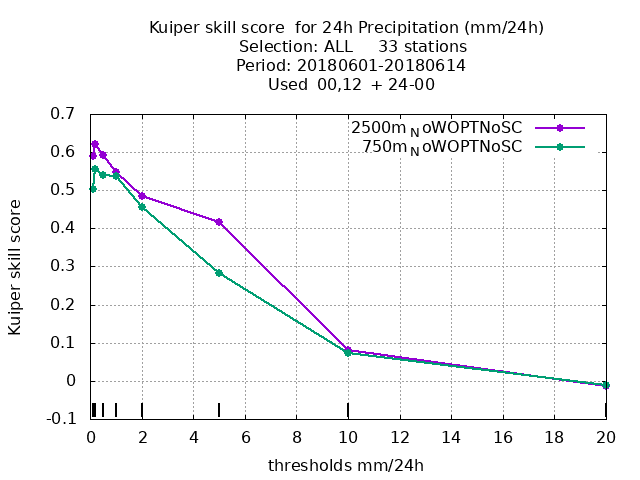 Kuiper skill score  for 24h Precipitation (mm/24h)
Selection: ALL     33 stations
Period: 20180601-20180614
Used  00,12  + 24-00
2500m_NoWOPTNoSC
750m_NoWOPTNoSC
0.7
0.6
0.5
0.4
0.3
0.2
0.1
0
-0.1
Kuiper skill score
0 2 4 6 8 10 12 14 16 18 20
thresholds mm/24h